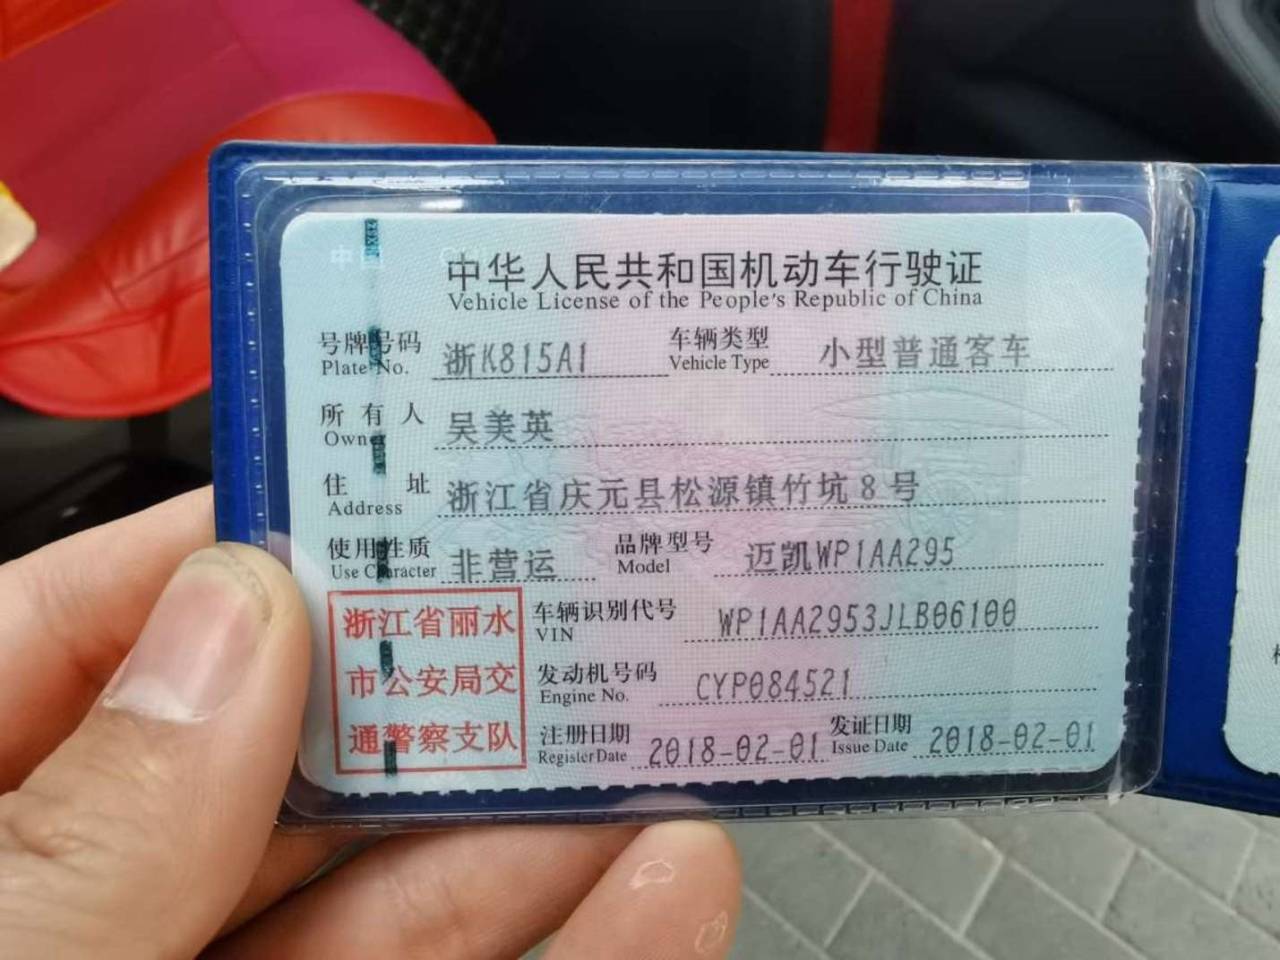 中华人民共和国机动车行驶证
Vehicle License of the People's Republic of China
号牌号码 浙K815A1 车辆类型 小型普通客车
Plate No. Vehicle Type
所有人 吴美英
Owner
住址 浙江省庆元县松源镇竹坑8号
Address
使用性质 非营运 品牌型号 迈凯WP1AA295
Use Character Model
浙江省丽水
市公安局交
通警察支队
车辆识别代号 WP1AA2953JLB06100
VIN
发动机号码 CYP084521
Engine No.
注册日期 2018-02-01 发证日期 2018-02-01
Register Date Issue Date